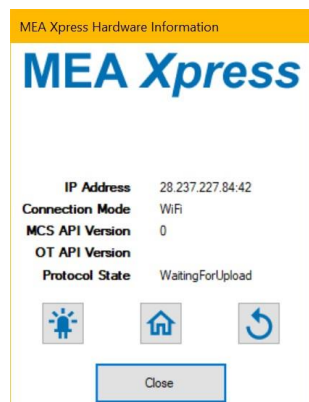 MEA Xpress Hardware Information
MEA Xpress
IP Address 28.237.227.84:42
Connection Mode WiFi
MCS API Version 0
OT API Version
Protocol State WaitingForUpload
Close